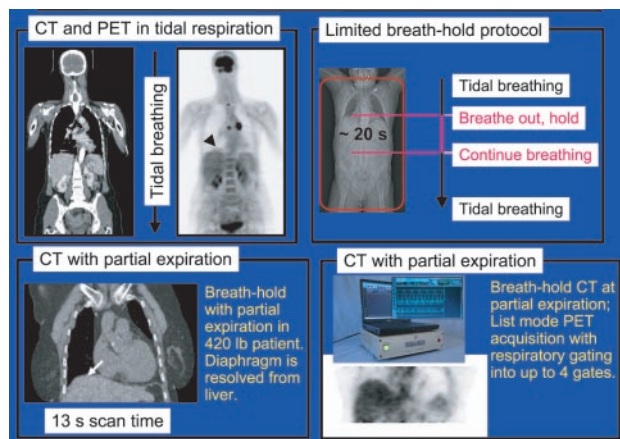 CT and PET in tidal respiration
Tidal breathing
Limited breath-hold protocol
~ 20 s
Tidal breathing
Breathe out, hold
Continue breathing
Tidal breathing
CT with partial expiration
Breath-hold
with partial
expiration in
420 lb patient.
Diaphragm is
resolved from
liver.
13 s scan time
CT with partial expiration
Breath-hold CT at
partial expiration;
List mode PET
acquisition with
respiratory gating
into up to 4 gates.